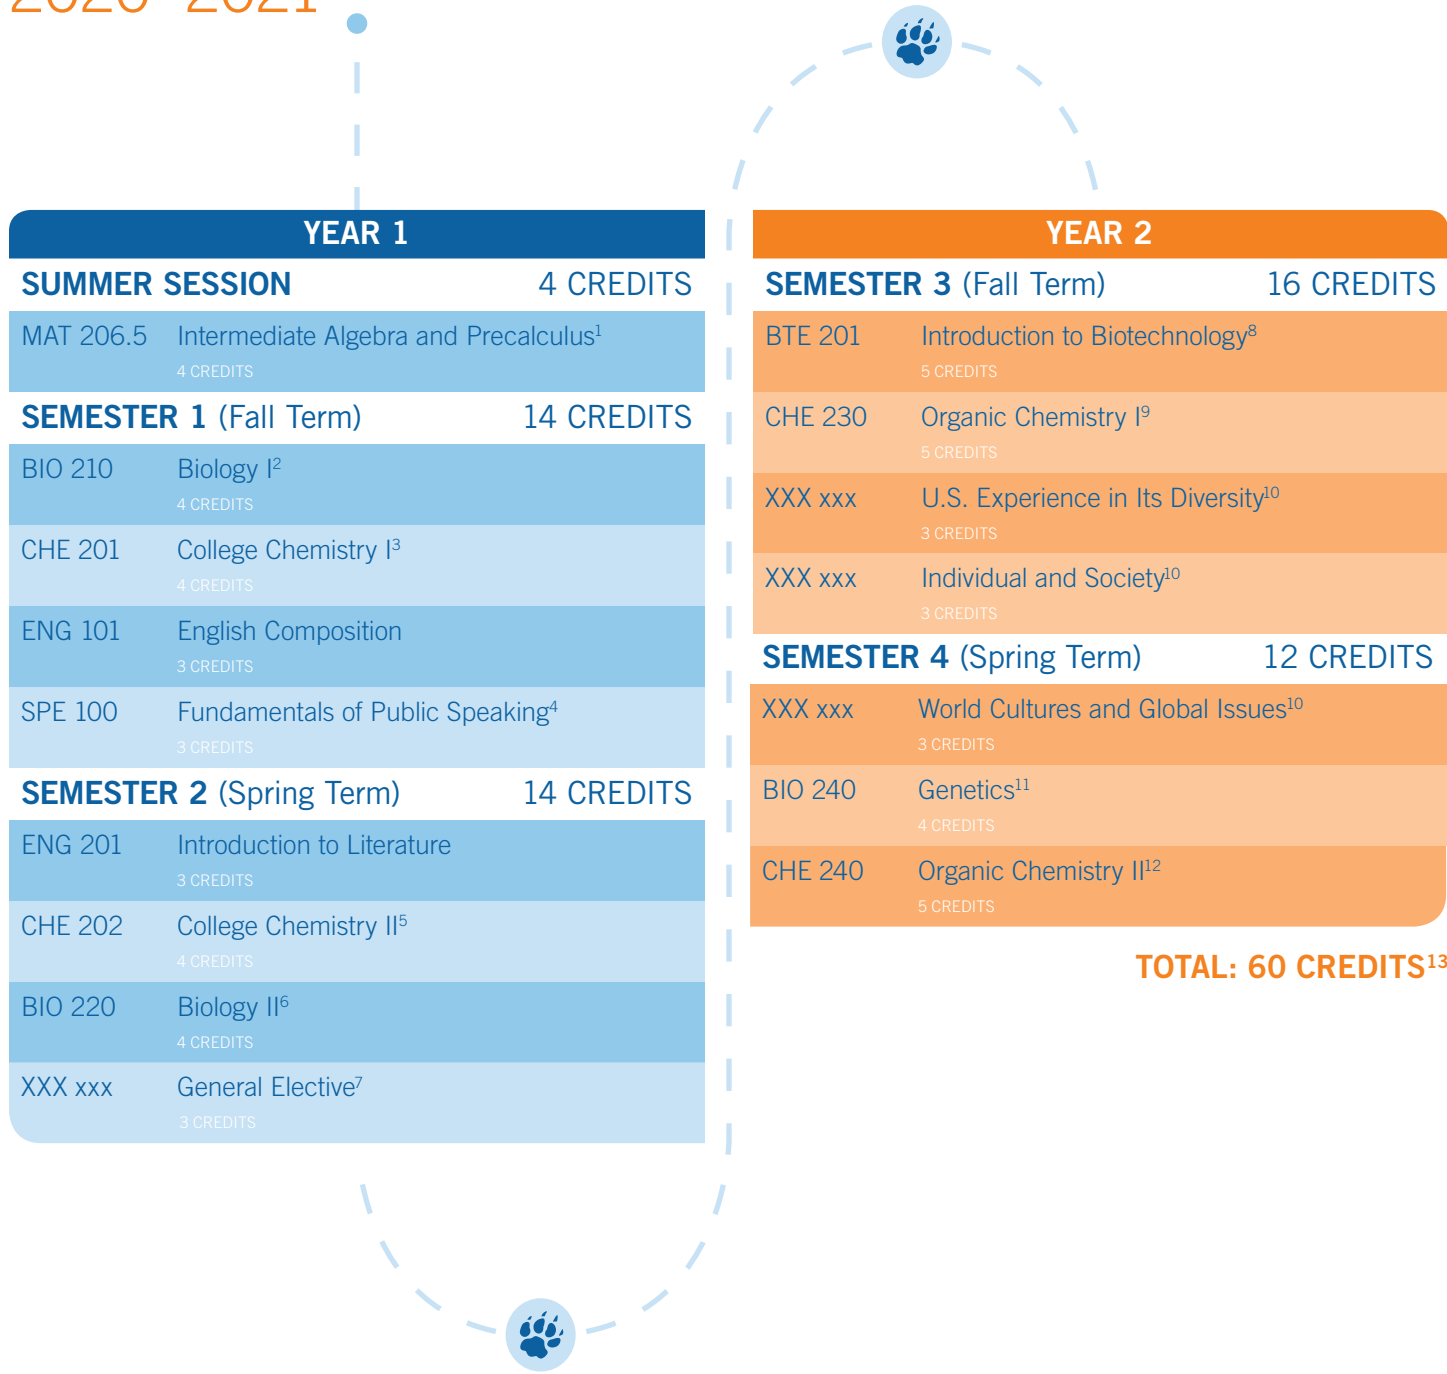 2020–2021
YEAR 1
SUMMER SESSION 4 CREDITS
MAT 206.5 Intermediate Algebra and Precalculus¹
4 CREDITS
SEMESTER 1 (Fall Term) 14 CREDITS
BIO 210 Biology I²
4 CREDITS
CHE 201 College Chemistry I³
4 CREDITS
ENG 101 English Composition
3 CREDITS
SPE 100 Fundamentals of Public Speaking⁴
3 CREDITS
SEMESTER 2 (Spring Term) 14 CREDITS
ENG 201 Introduction to Literature
3 CREDITS
CHE 202 College Chemistry II⁵
4 CREDITS
BIO 220 Biology II⁶
4 CREDITS
XXX xxx General Elective⁷
3 CREDITS
YEAR 2
SEMESTER 3 (Fall Term) 16 CREDITS
BTE 201 Introduction to Biotechnology⁸
5 CREDITS
CHE 230 Organic Chemistry I⁹
5 CREDITS
XXX xxx U.S. Experience in Its Diversity¹⁰
3 CREDITS
XXX xxx Individual and Society¹⁰
3 CREDITS
SEMESTER 4 (Spring Term) 12 CREDITS
XXX xxx World Cultures and Global Issues¹⁰
3 CREDITS
BIO 240 Genetics¹¹
4 CREDITS
CHE 240 Organic Chemistry II¹²
5 CREDITS
TOTAL: 60 CREDITS¹³